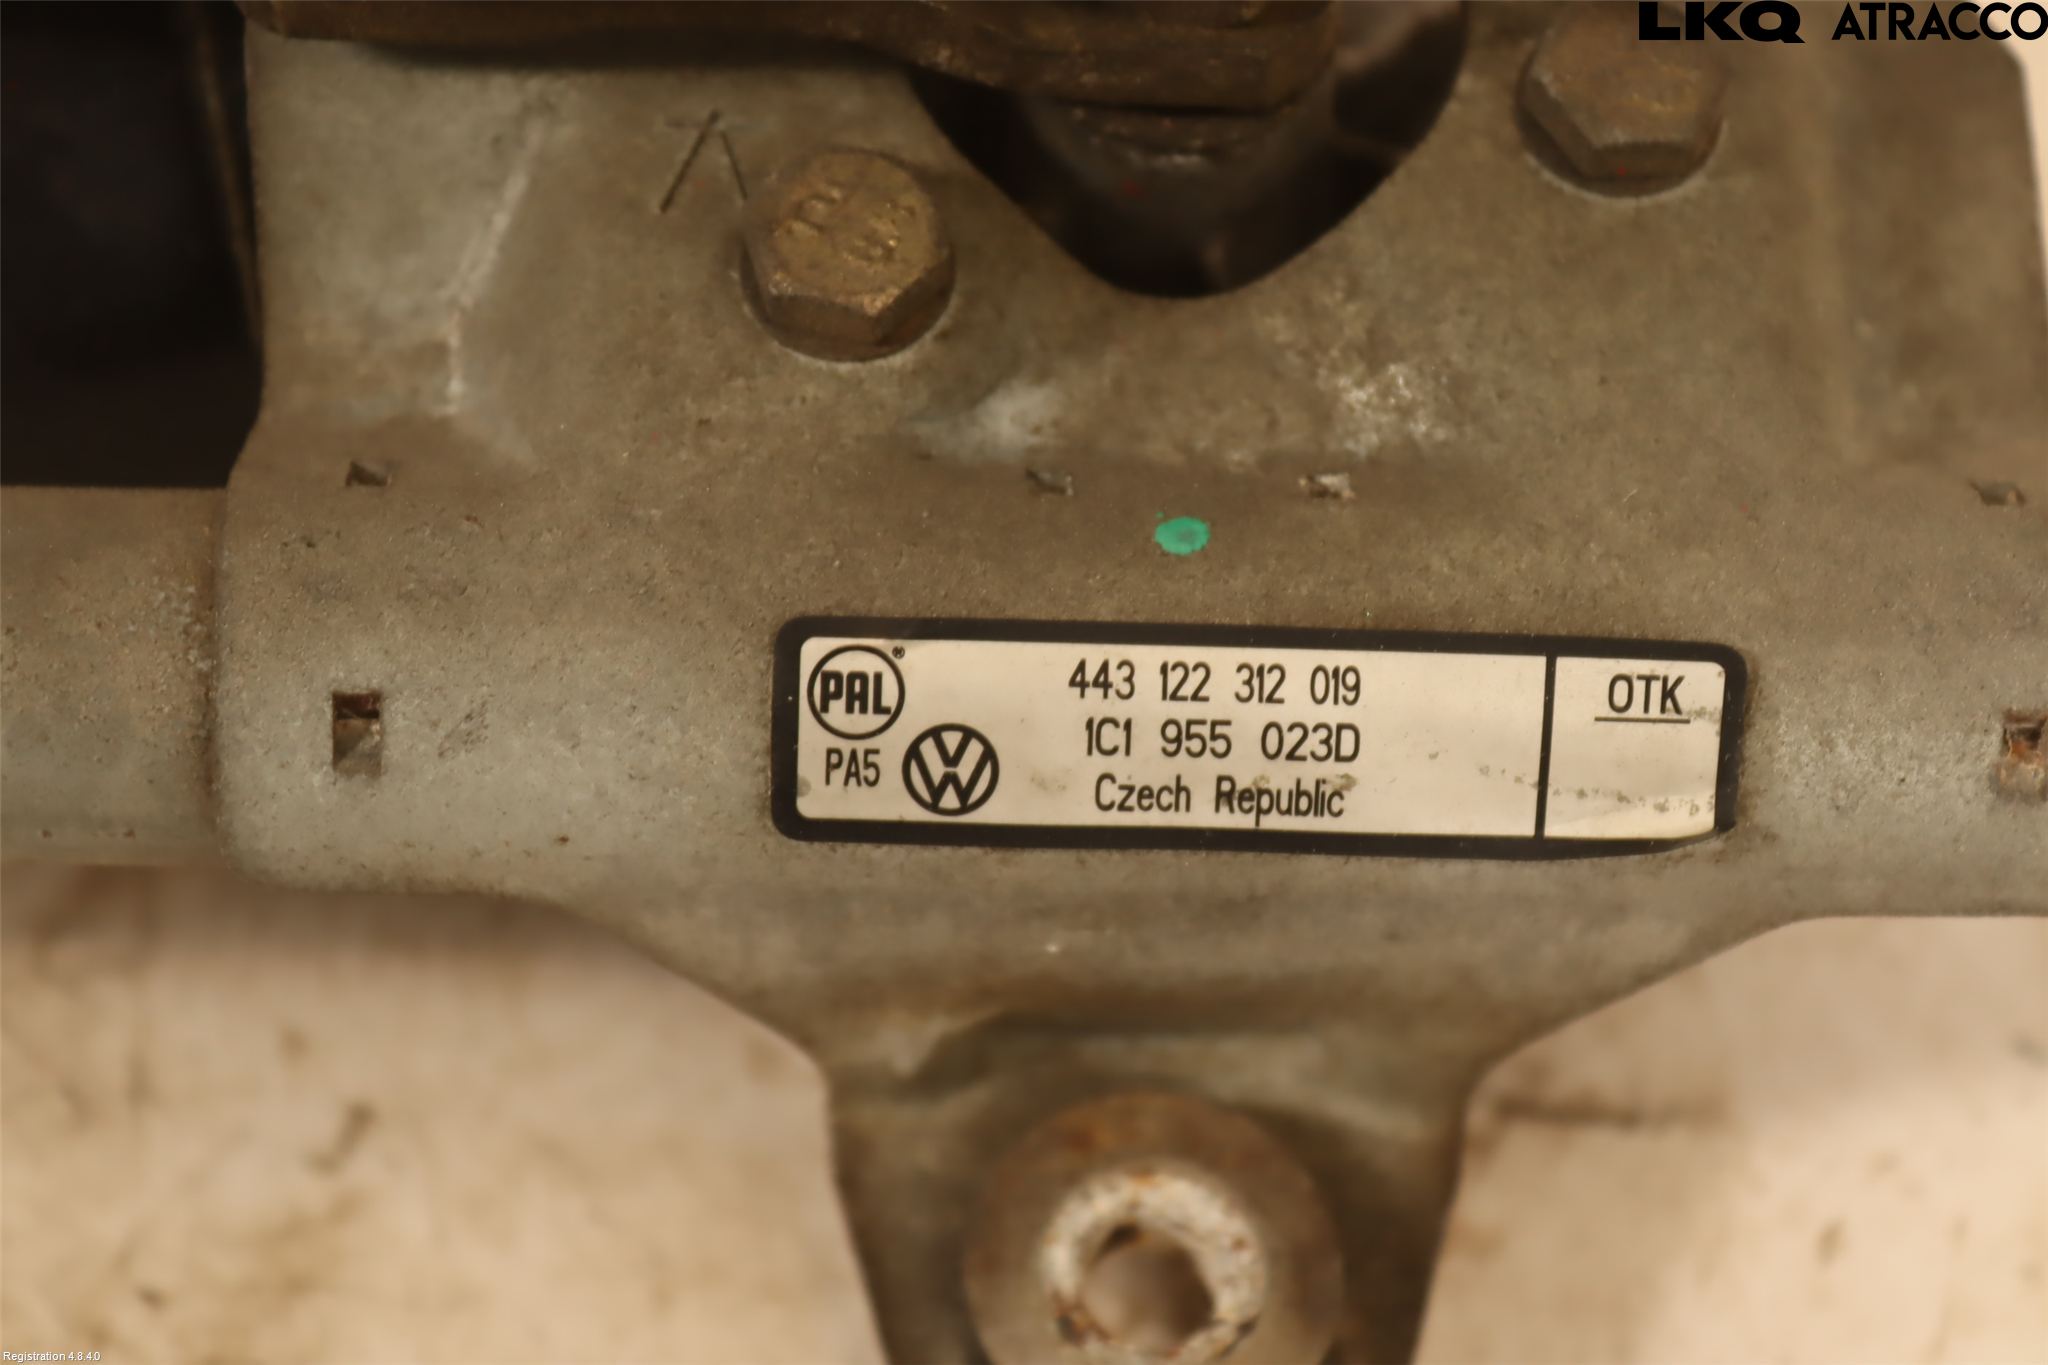 LKQ ATRACCO
PAL®
443 122 312 019
OTK
1C1 955 023D
PA5
Czech Republic
Registration 4.8.4.0